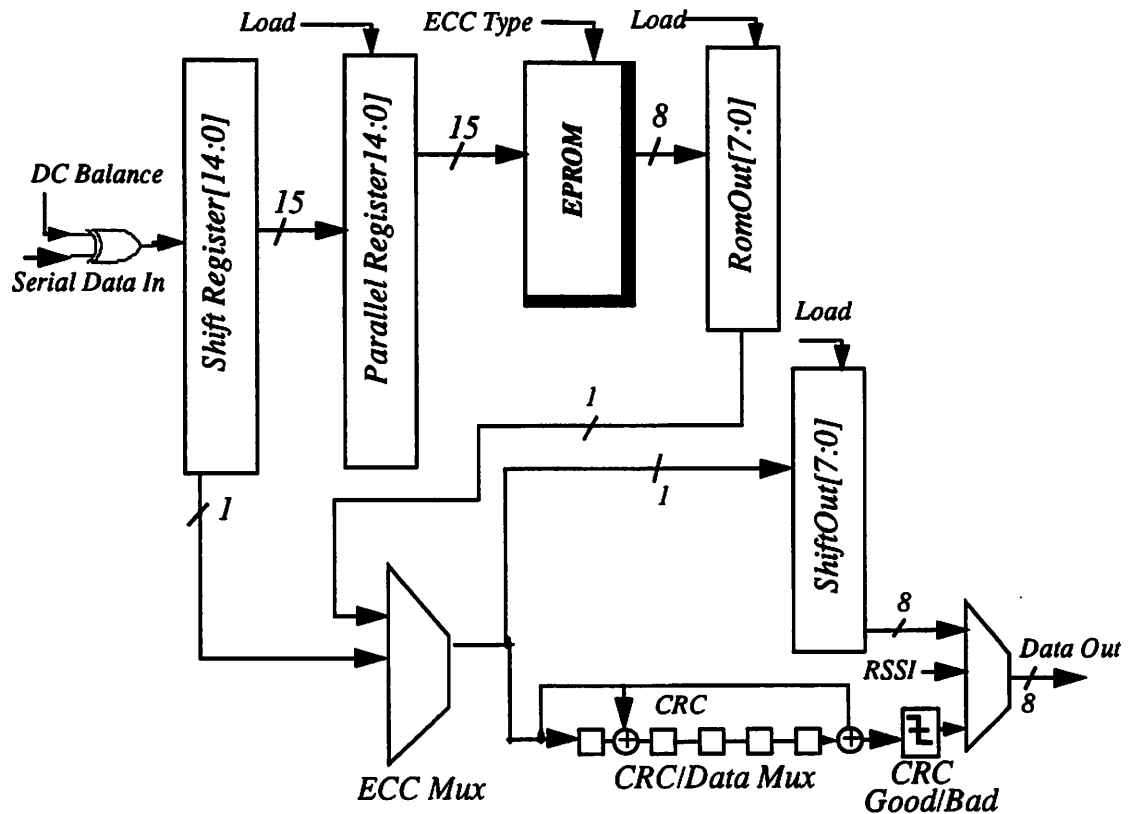 Load
ECC Type
Load
DC Balance
Serial Data In
Shift Register[14:0]
15
Parallel Register14:0]
15
EPROM
8
RomOut[7:0]
Load
1
1
1
ShiftOut[7:0]
8
Data Out
RSSI
8
CRC
ECC Mux
CRC/Data Mux
CRC
Good/Bad